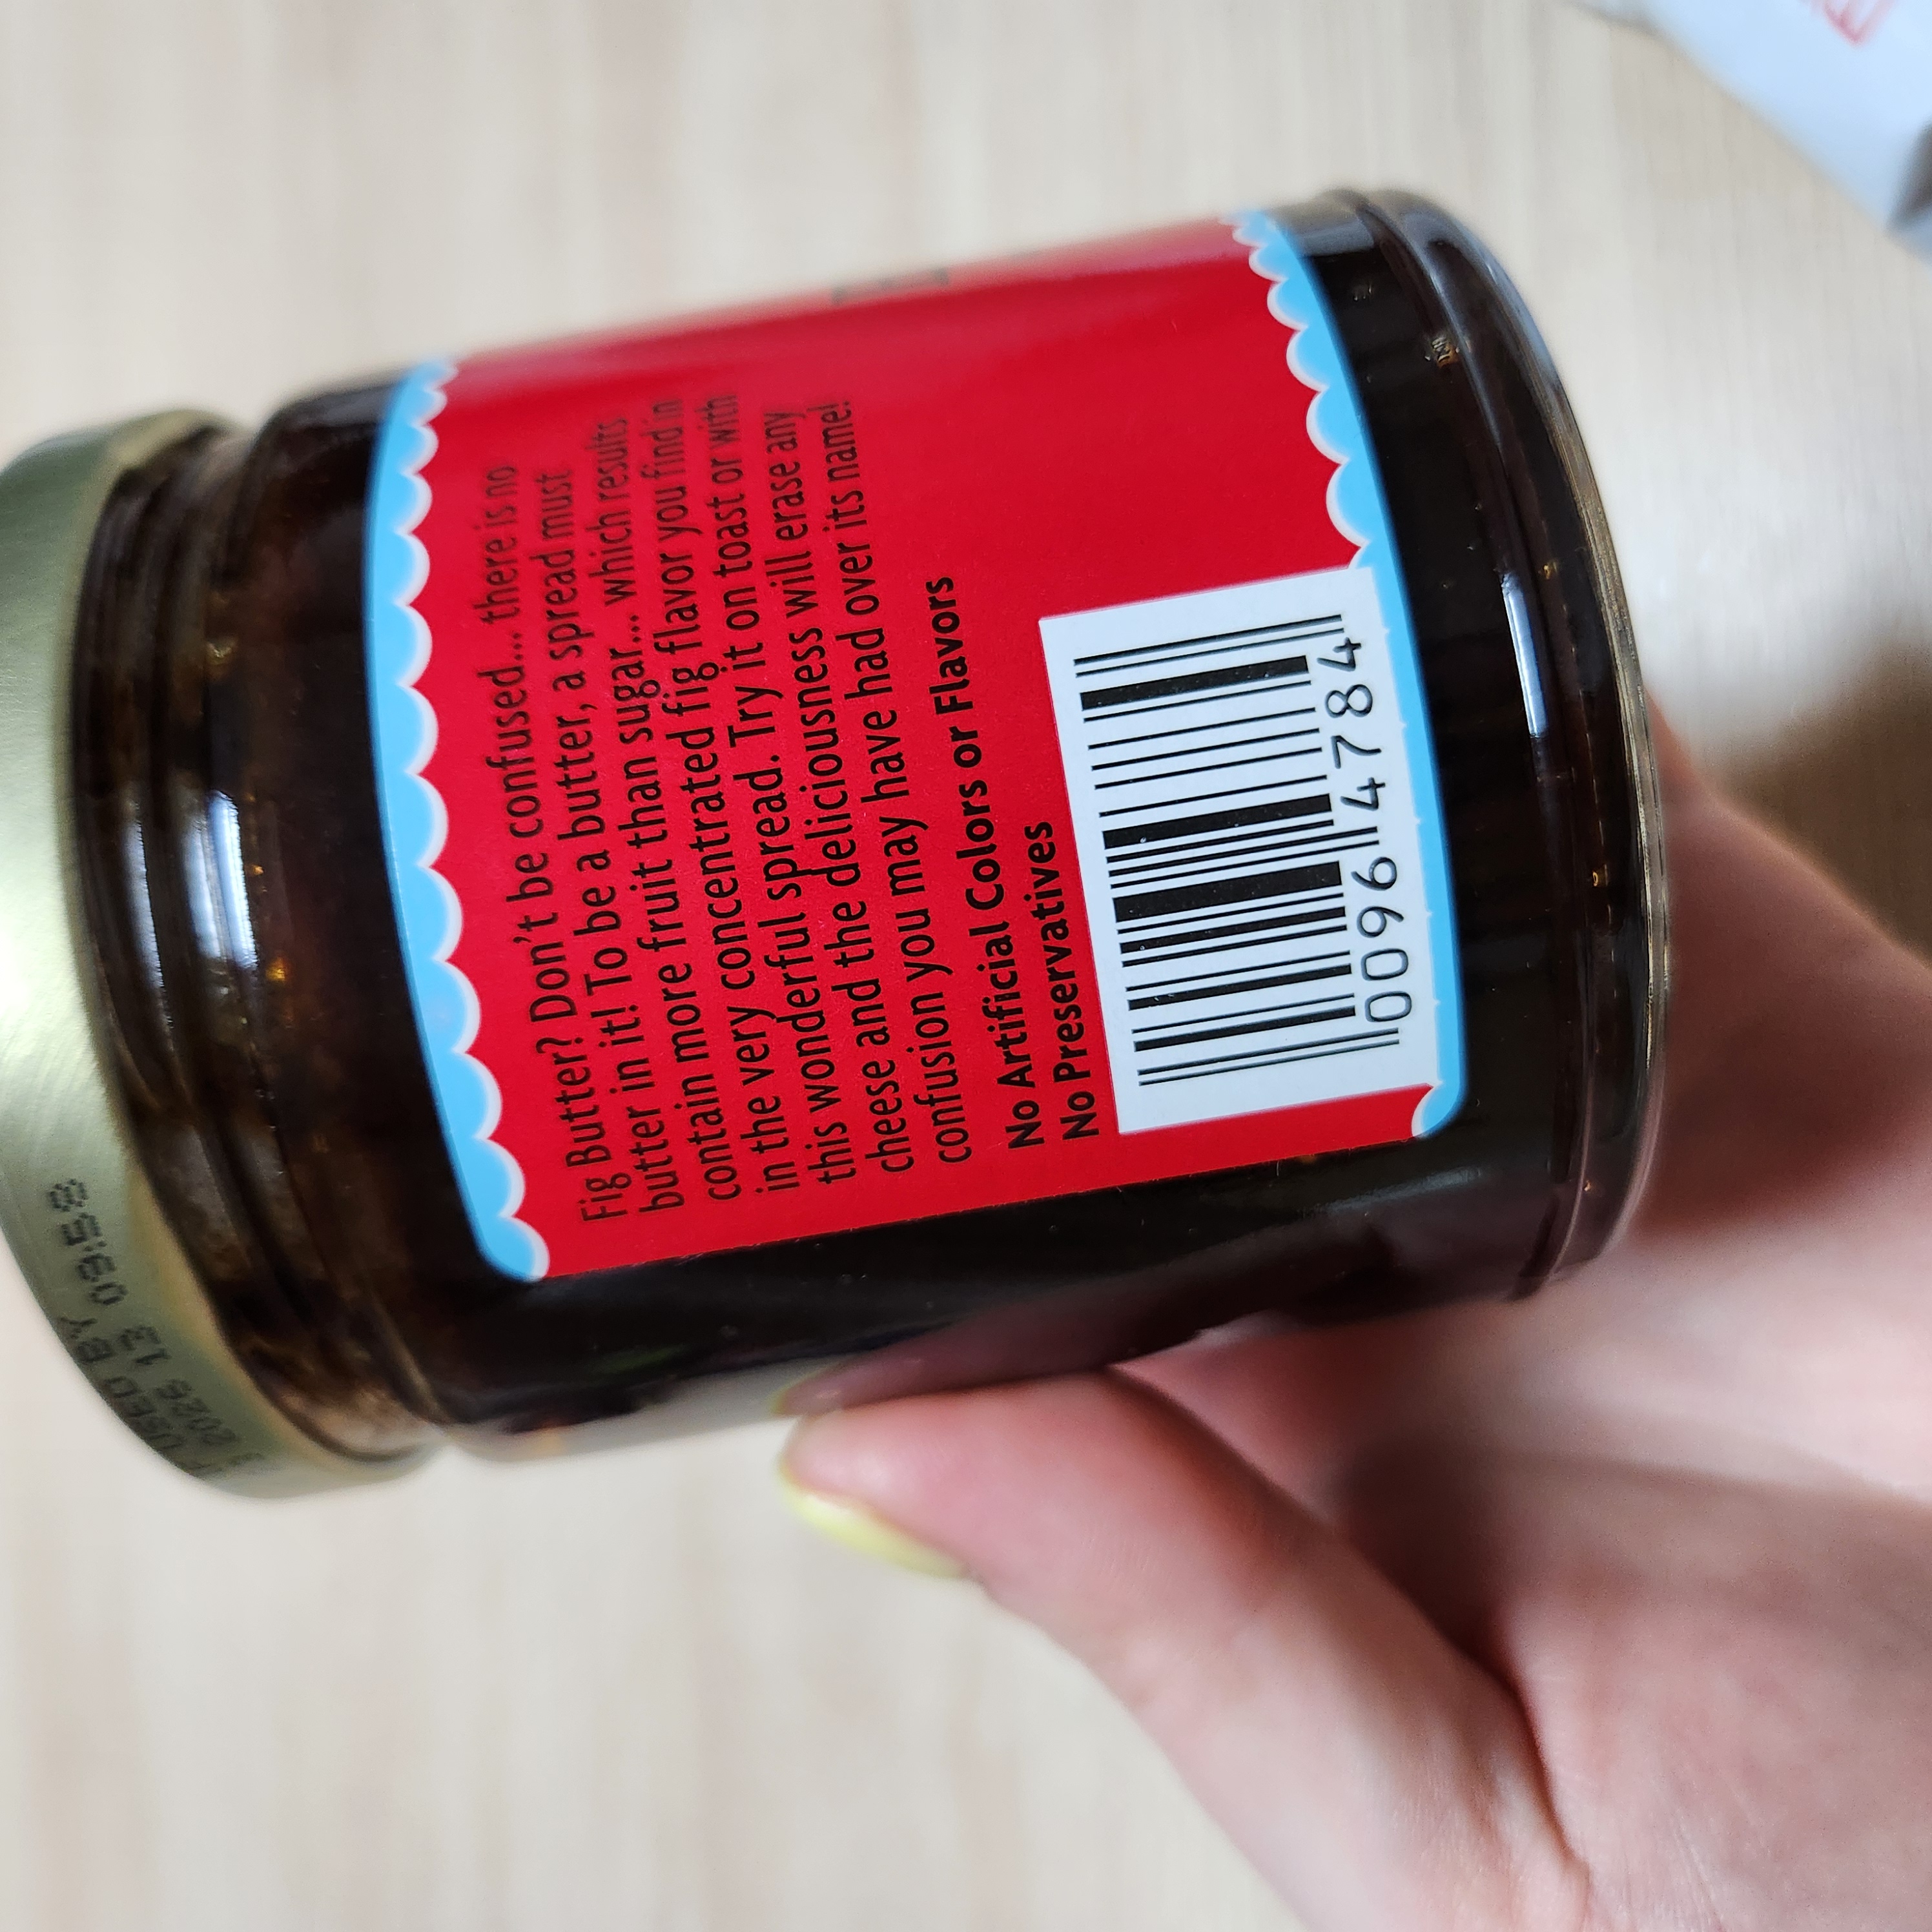 Fig Butter? Don't be confused... there is no
butter in it! To be a butter, a spread must
contain more fruit than sugar... which results
in the very concentrated fig flavor you find in
this wonderful spread. Try it on toast or with
cheese and the deliciousness will erase any
confusion you may have had over its name!
No Artificial Colors or Flavors
No Preservatives
0096 4784
USED BY 09:58
2026 12